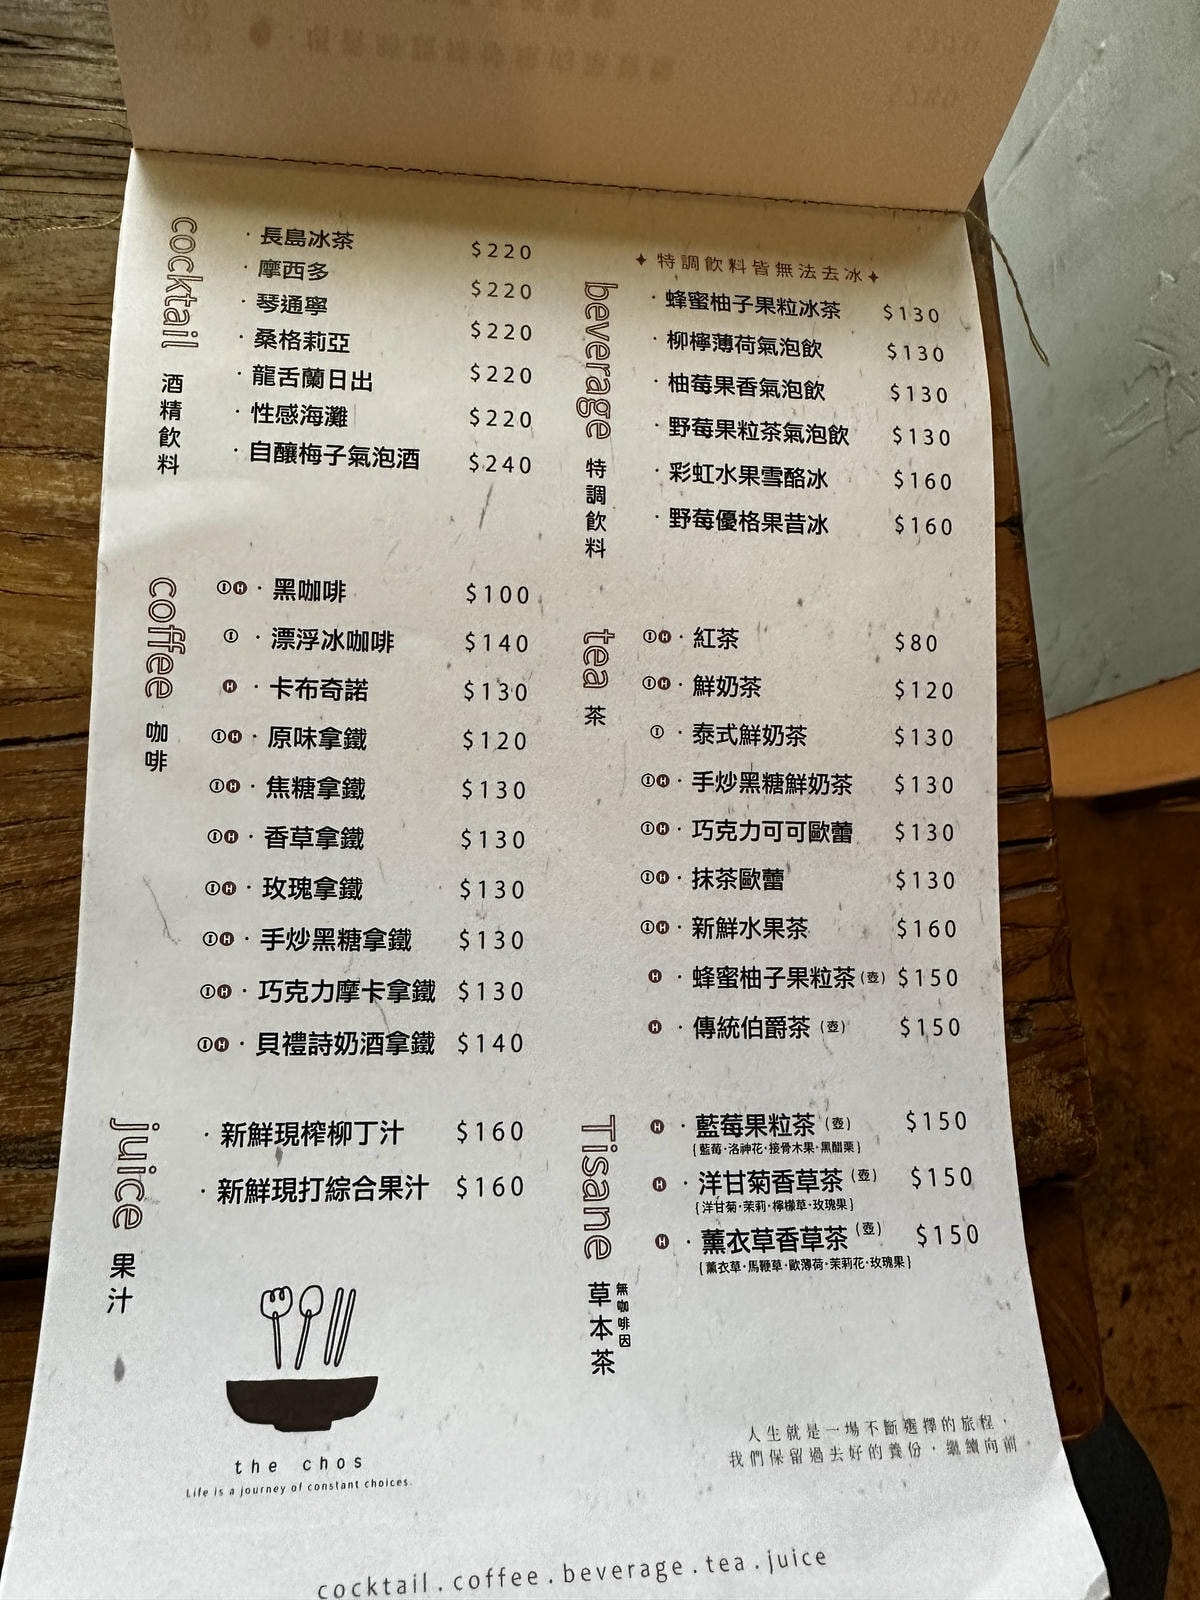 cocktail
酒精飲料
·長島冰茶 $220
·摩西多 $220
·琴通寧 $220
·桑格莉亞 $220
·龍舌蘭日出 $220
·性感海灘 $220
·自釀梅子氣泡酒 $240
beverage
特調飲料
✦特調飲料皆無法去冰✦
·蜂蜜柚子果粒冰茶 $130
·柳檸薄荷氣泡飲 $130
·柚莓果香氣泡飲 $130
·野莓果粒茶氣泡飲 $130
·彩虹水果雪酪冰 $160
·野莓優格果昔冰 $160
coffee
咖啡
I H ·黑咖啡 $100
I ·漂浮冰咖啡 $140
H ·卡布奇諾 $130
I H ·原味拿鐵 $120
I H ·焦糖拿鐵 $130
I H ·香草拿鐵 $130
I H ·玫瑰拿鐵 $130
I H ·手炒黑糖拿鐵 $130
I H ·巧克力摩卡拿鐵 $130
I H ·貝禮詩奶酒拿鐵 $140
tea
茶
I H ·紅茶 $80
I H ·鮮奶茶 $120
I ·泰式鮮奶茶 $130
I H ·手炒黑糖鮮奶茶 $130
I H ·巧克力可可歐蕾 $130
I H ·抹茶歐蕾 $130
I H ·新鮮水果茶 $160
H ·蜂蜜柚子果粒茶(壺) $150
H ·傳統伯爵茶(壺) $150
juice
果汁
·新鮮現榨柳丁汁 $160
·新鮮現打綜合果汁 $160
Tisane
草本茶
無咖啡因
H ·藍莓果粒茶(壺) $150
{藍莓·洛神花·接骨木果·黑醋栗}
H ·洋甘菊香草茶(壺) $150
{洋甘菊·茉莉·檸檬草·玫瑰果}
H ·薰衣草香草茶(壺) $150
{薰衣草·馬鞭草·歐薄荷·茉莉花·玫瑰果}
the chos
Life is a journey of constant choices.
人生就是一場不斷選擇的旅程，
我們保留過去好的養份，繼續向前
cocktail.coffee.beverage.tea.juice